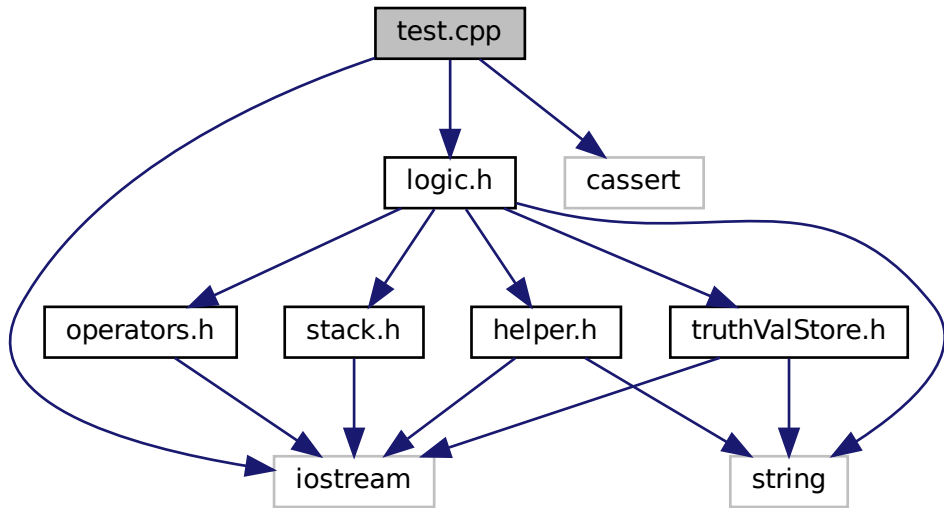 test.cpp
logic.h
cassert
operators.h
stack.h
helper.h
truthValStore.h
iostream
string